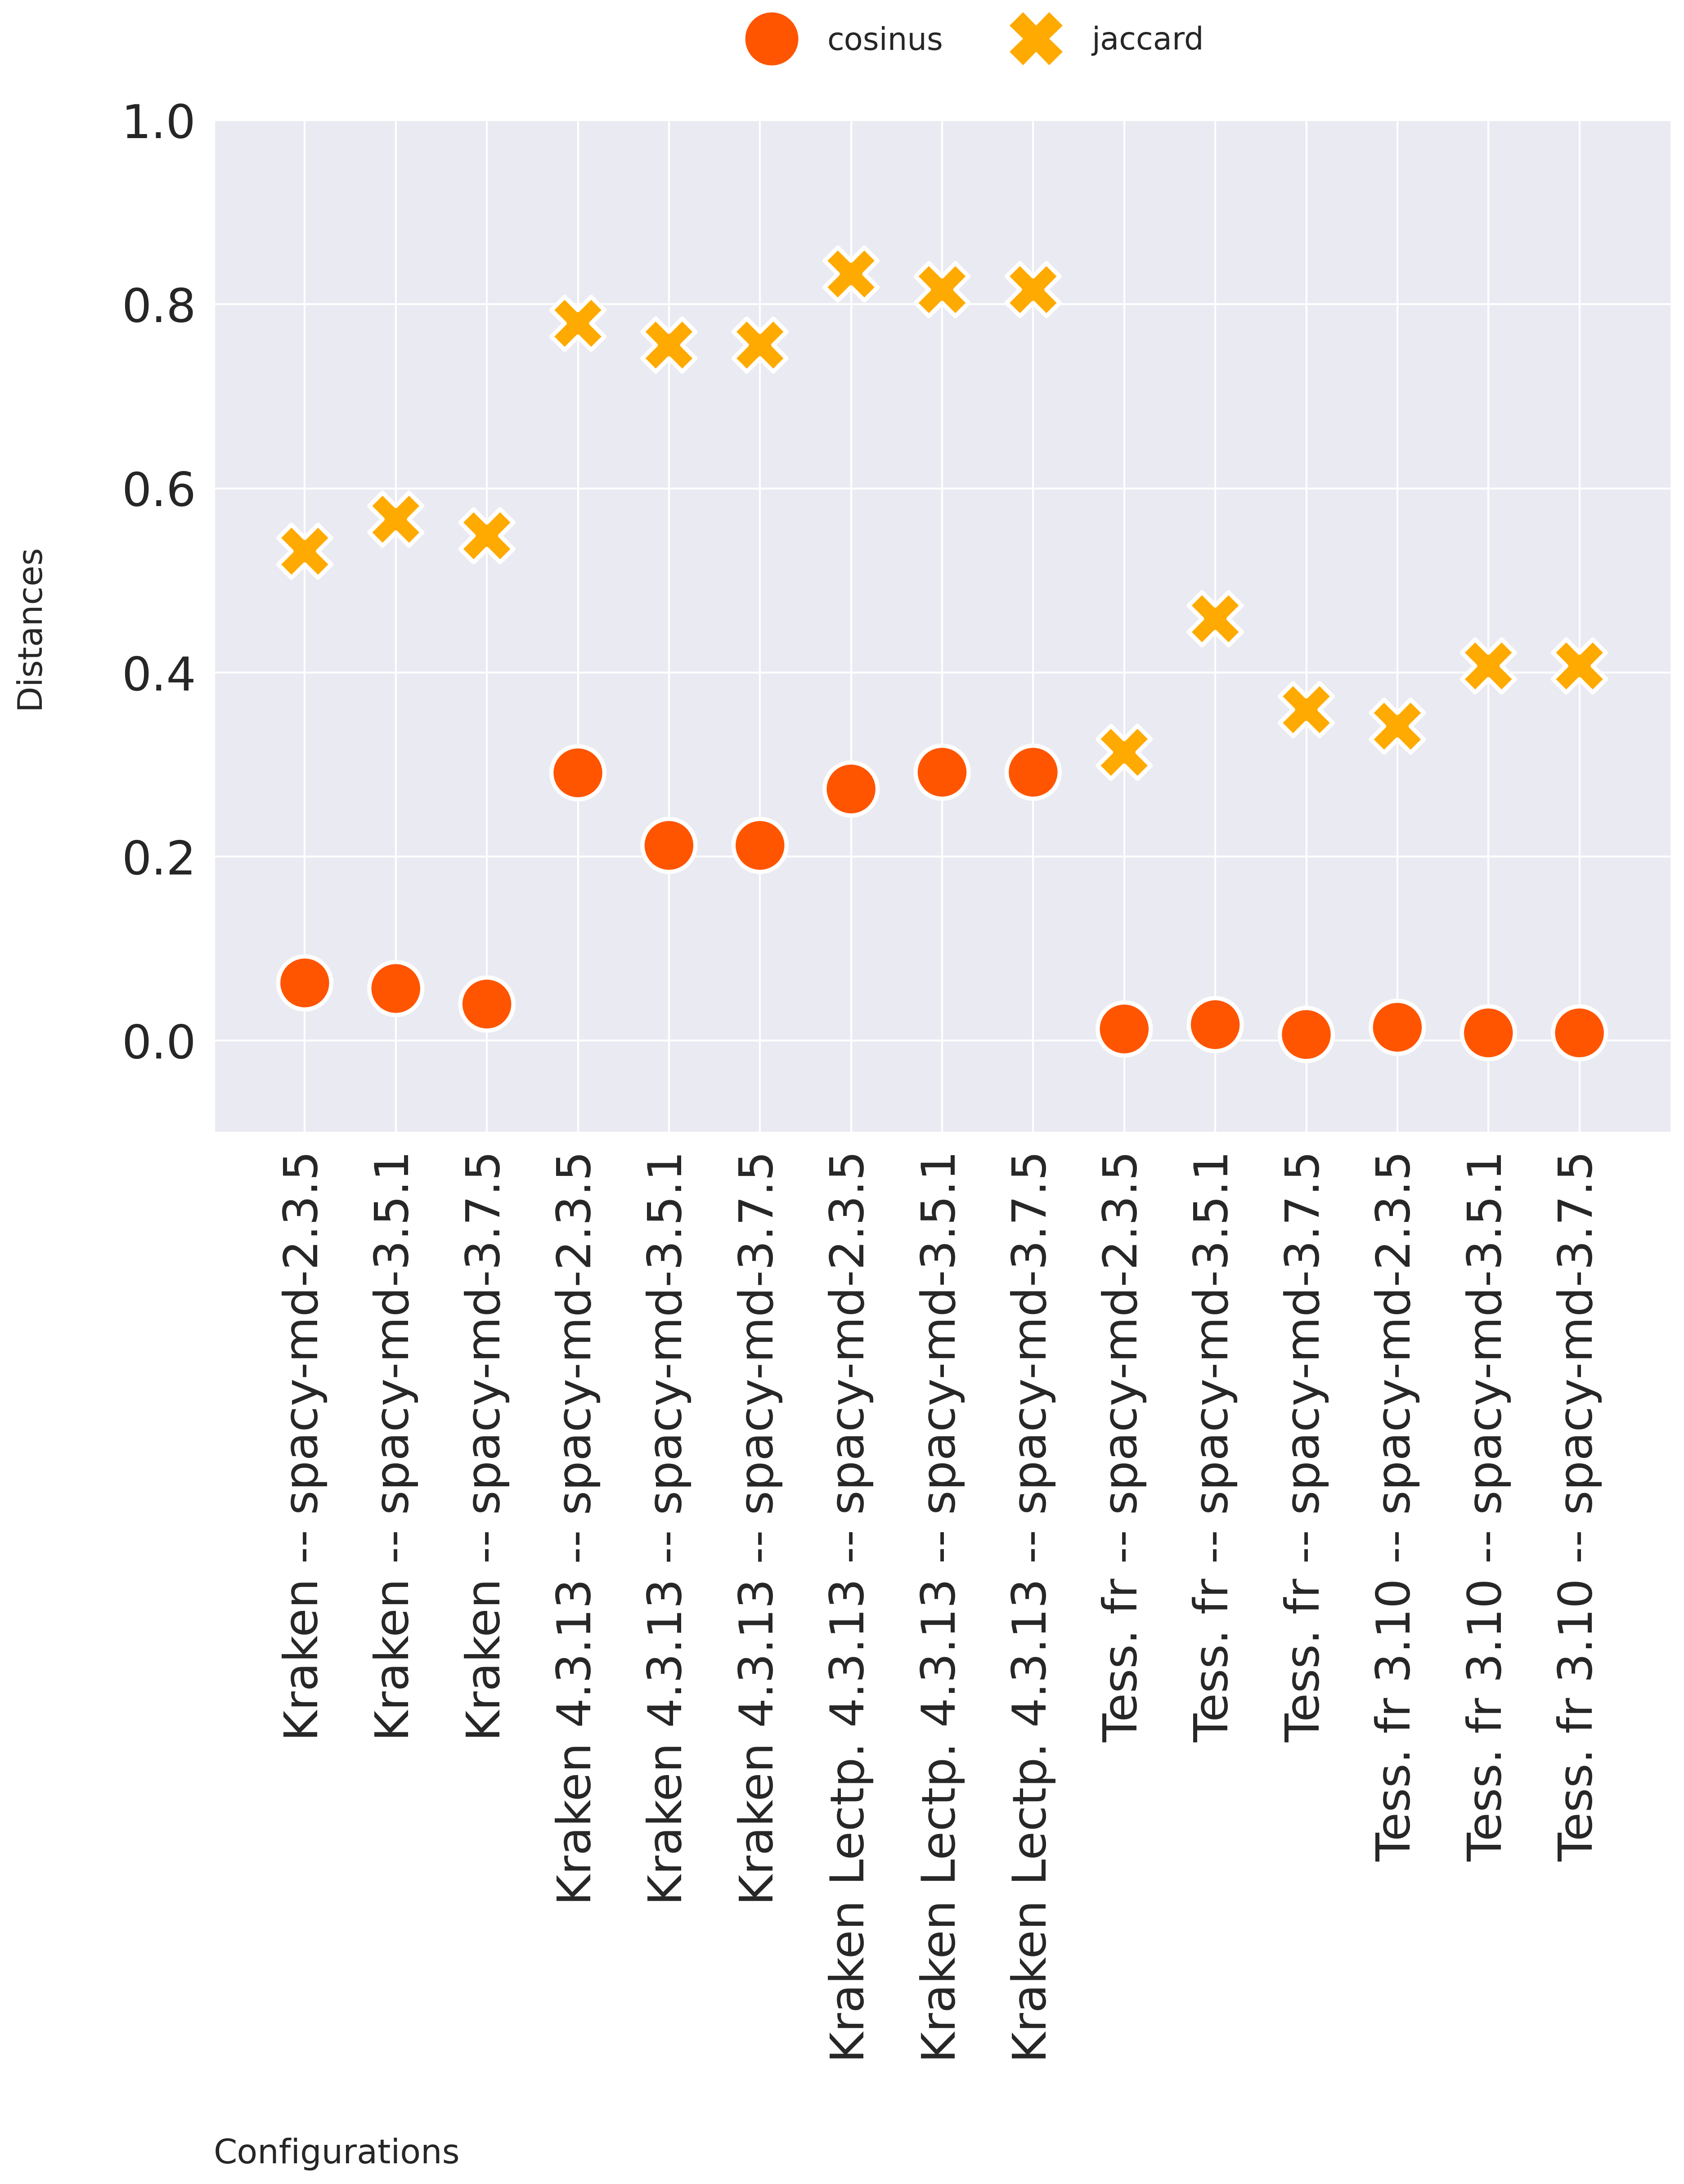 cosinus
jaccard
1.0
0.8
0.6
0.4
0.2
0.0
Distances
Kraken -- spacy-md-2.3.5
Kraken -- spacy-md-3.5.1
Kraken -- spacy-md-3.7.5
Kraken 4.3.13 -- spacy-md-2.3.5
Kraken 4.3.13 -- spacy-md-3.5.1
Kraken 4.3.13 -- spacy-md-3.7.5
Kraken Lectp. 4.3.13 -- spacy-md-2.3.5
Kraken Lectp. 4.3.13 -- spacy-md-3.5.1
Kraken Lectp. 4.3.13 -- spacy-md-3.7.5
Tess. fr -- spacy-md-2.3.5
Tess. fr -- spacy-md-3.5.1
Tess. fr -- spacy-md-3.7.5
Tess. fr 3.10 -- spacy-md-2.3.5
Tess. fr 3.10 -- spacy-md-3.5.1
Tess. fr 3.10 -- spacy-md-3.7.5
Configurations